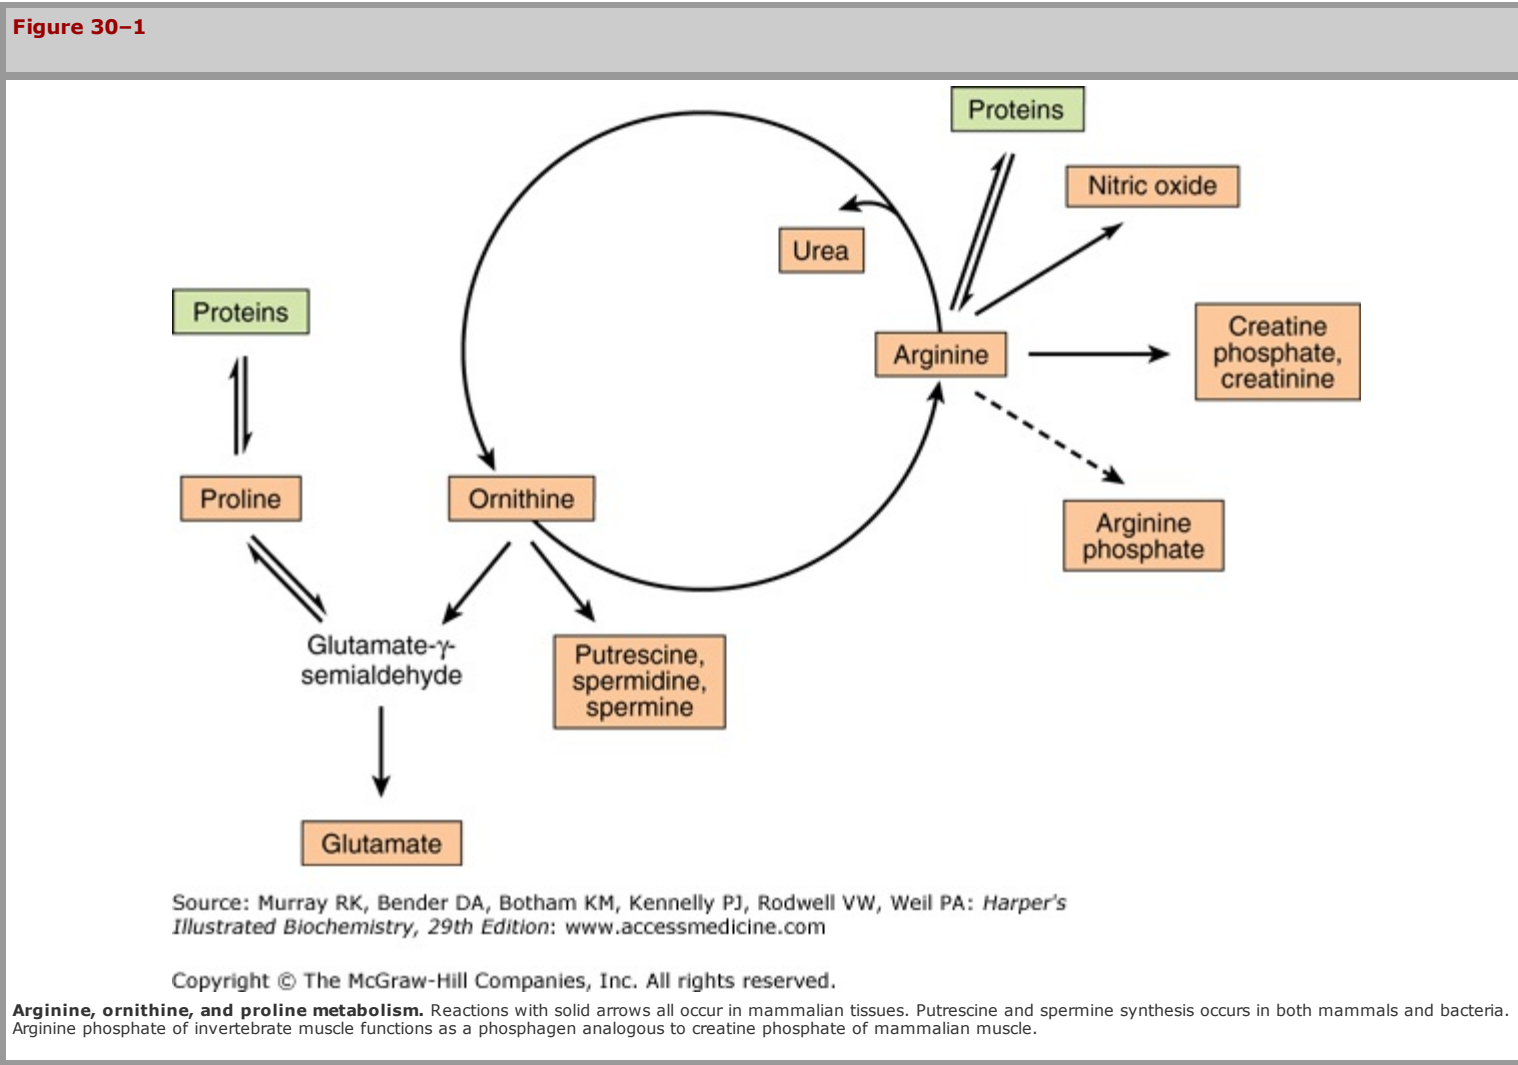 Figure 30–1
Proteins
Nitric oxide
Urea
Proteins
Creatine
phosphate,
creatinine
Arginine
Proline
Ornithine
Arginine
phosphate
Glutamate-γ-
semialdehyde
Putrescine,
spermidine,
spermine
Glutamate
Source: Murray RK, Bender DA, Botham KM, Kennelly PJ, Rodwell VW, Weil PA: Harper's
Illustrated Biochemistry, 29th Edition: www.accessmedicine.com
Copyright © The McGraw-Hill Companies, Inc. All rights reserved.
Arginine, ornithine, and proline metabolism. Reactions with solid arrows all occur in mammalian tissues. Putrescine and spermine synthesis occurs in both mammals and bacteria.
Arginine phosphate of invertebrate muscle functions as a phosphagen analogous to creatine phosphate of mammalian muscle.